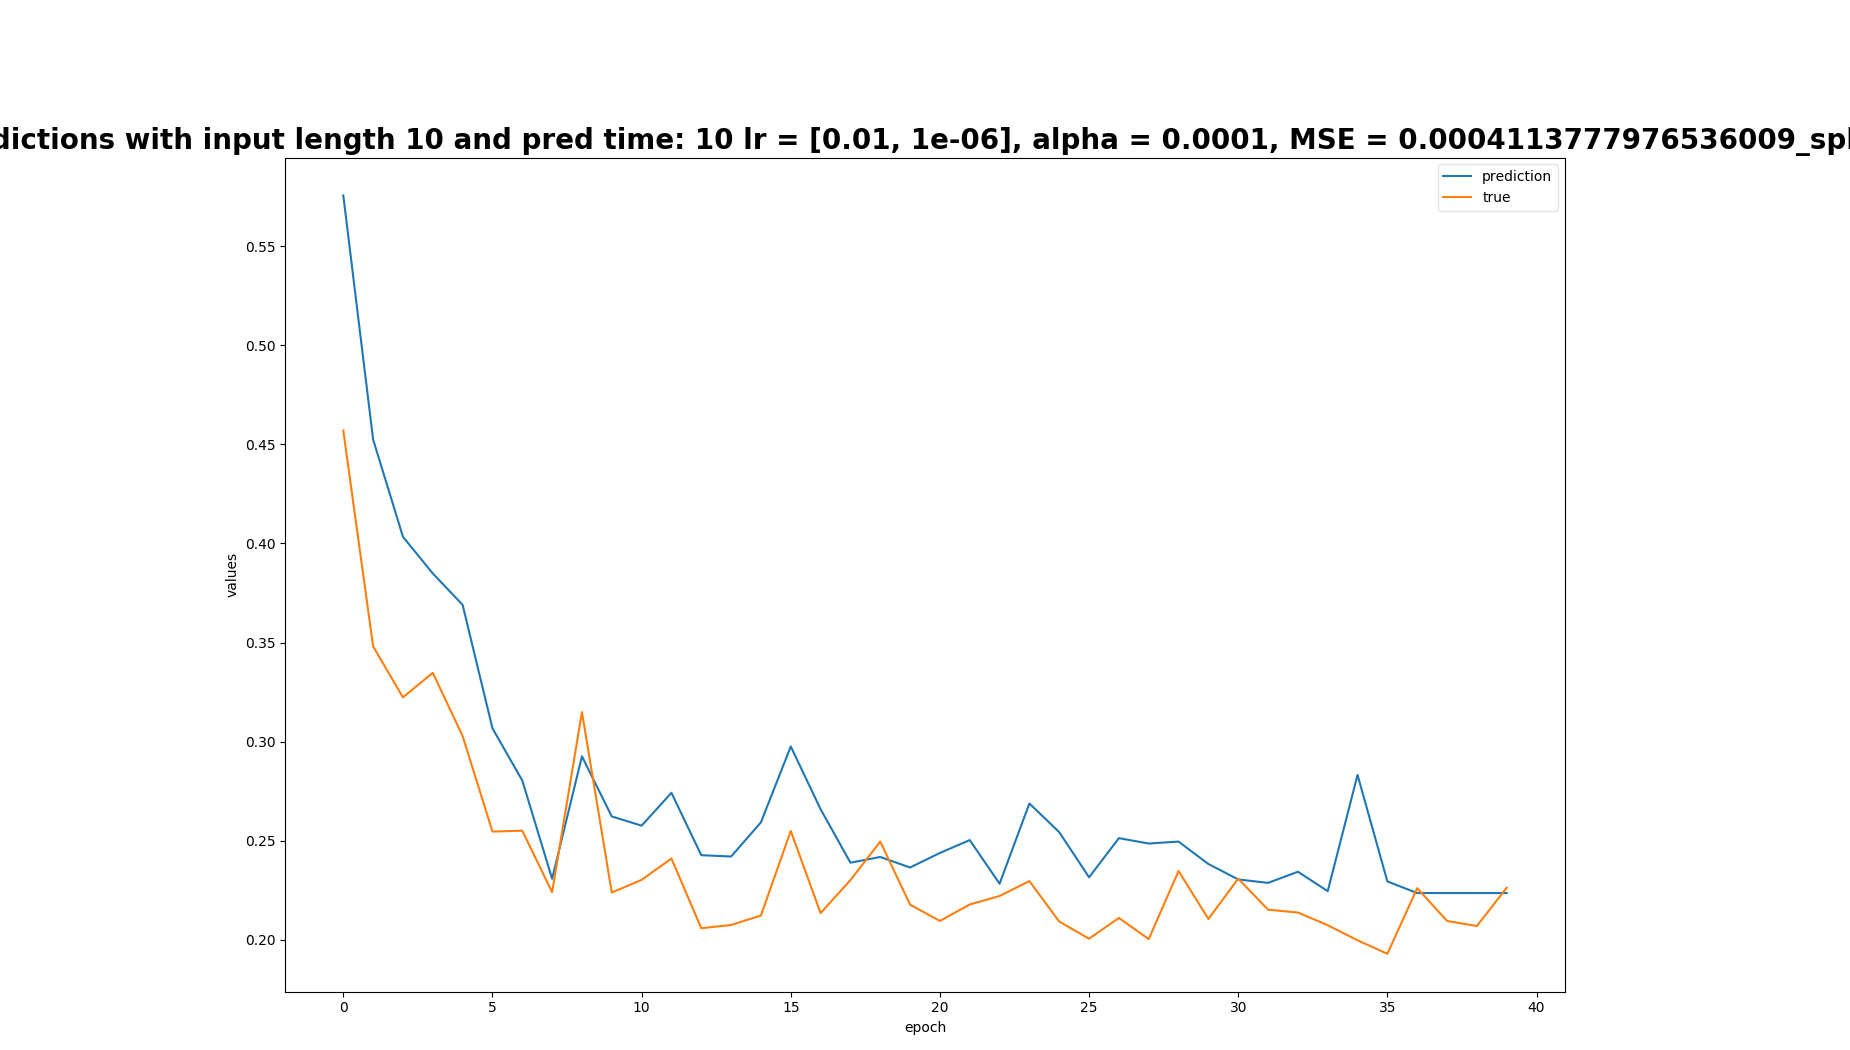 dictions with input length 10 and pred time: 10 lr = [0.01, 1e-06], alpha = 0.0001, MSE = 0.0004113777976536009_spl
prediction
true
0.55
0.50
0.45
0.40
0.35
0.30
0.25
0.20
values
0 5 10 15 20 25 30 35 40
epoch